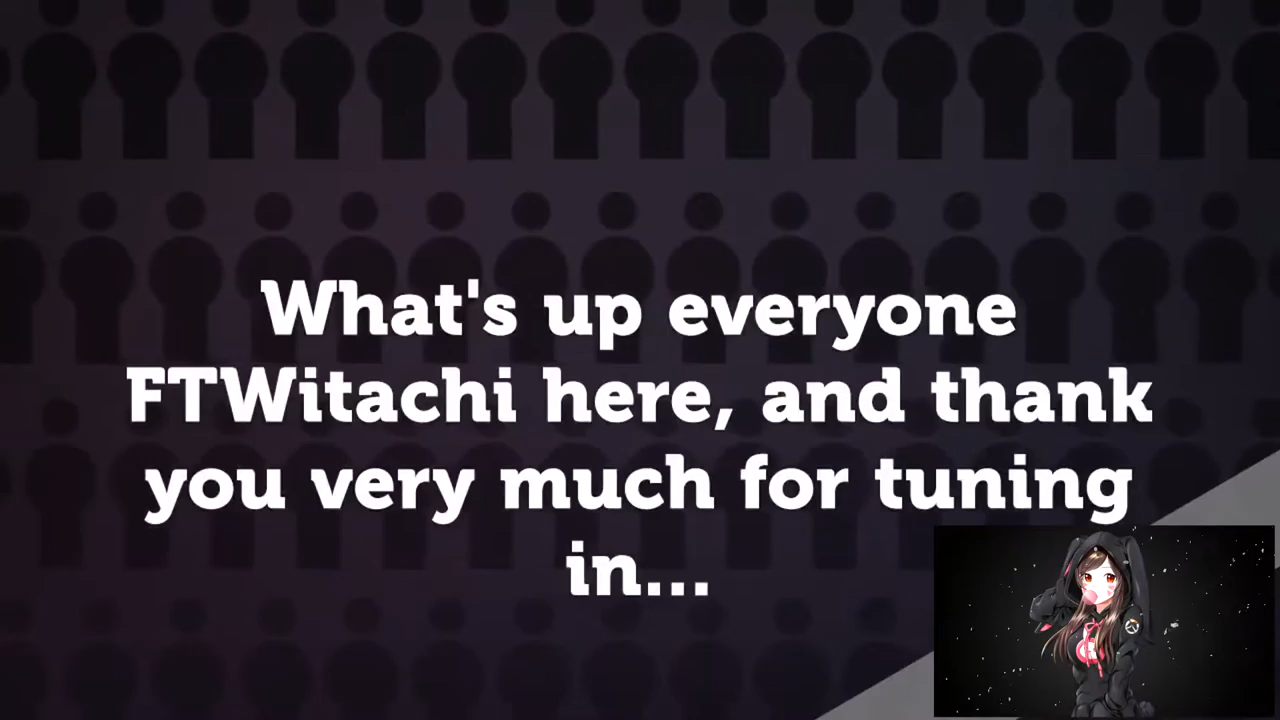 What's up everyone
FTWitachi here, and thank
you very much for tuning
in...